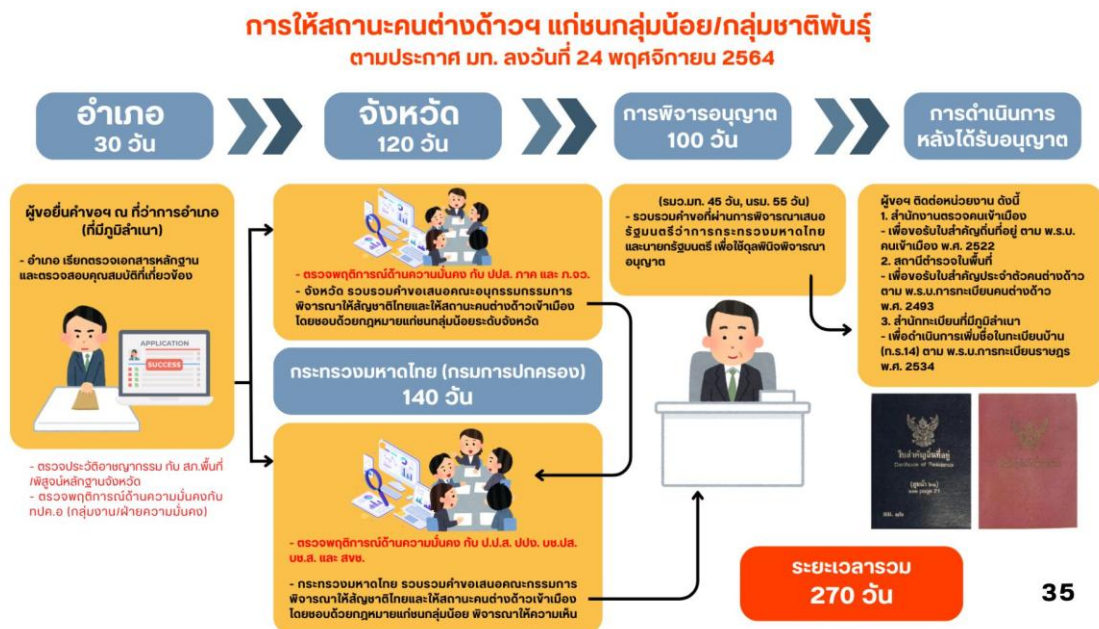 การให้สถานะคนต่างด้าวฯ แก่ชนกลุ่มน้อย/กลุ่มชาติพันธุ์
ตามประกาศ มท. ลงวันที่ 24 พฤศจิกายน 2564
อำเภอ
30 วัน
จังหวัด
120 วัน
การพิจารอนุญาต
100 วัน
การดำเนินการ
หลังได้รับอนุญาต
ผู้ขอยื่นคำขอฯ ณ ที่ว่าการอำเภอ
(ที่มีภูมิลำเนา)
- อำเภอ เรียกตรวจเอกสารหลักฐาน
และตรวจสอบคุณสมบัติที่เกี่ยวข้อง
APPLICATION
SUCCESS
- ตรวจประวัติอาชญากรรม กับ สภ.พื้นที่
/พิสูจน์หลักฐานจังหวัด
- ตรวจพฤติการณ์ด้านความมั่นคงกับ
ทปค.อ (กลุ่มงาน/ฝ่ายความมั่นคง)
- ตรวจพฤติการณ์ด้านความมั่นคง กับ ปปส. ภาค และ ภ.จว.
- จังหวัด รวบรวมคำขอเสนอคณะอนุกรรมกรรมการ
พิจารณาให้สัญชาติไทยและให้สถานะคนต่างด้าวเข้าเมือง
โดยชอบด้วยกฎหมายแก่ชนกลุ่มน้อยระดับจังหวัด
กระทรวงมหาดไทย (กรมการปกครอง)
140 วัน
- ตรวจพฤติการณ์ด้านความมั่นคง กับ ป.ป.ส. ปปง. บช.ปส.
บช.ส. และ สขช.
- กระทรวงมหาดไทย รวบรวมคำขอเสนอคณะกรรมการ
พิจารณาให้สัญชาติไทยและให้สถานะคนต่างด้าวเข้าเมือง
โดยชอบด้วยกฎหมายแก่ชนกลุ่มน้อย พิจารณาให้ความเห็น
(รมว.มท. 45 วัน, นรม. 55 วัน)
- รวบรวมคำขอที่ผ่านการพิจารณาเสนอ
รัฐมนตรีว่าการกระทรวงมหาดไทย
และนายกรัฐมนตรี เพื่อใช้ดุลพินิจพิจารณา
อนุญาต
ผู้ขอฯ ติดต่อหน่วยงาน ดังนี้
1. สำนักงานตรวจคนเข้าเมือง
- เพื่อขอรับใบสำคัญถิ่นที่อยู่ ตาม พ.ร.บ.
คนเข้าเมือง พ.ศ. 2522
2. สถานีตำรวจในพื้นที่
- เพื่อขอรับใบสำคัญประจำตัวคนต่างด้าว
ตาม พ.ร.บ.การทะเบียนคนต่างด้าว
พ.ศ. 2493
3. สำนักทะเบียนที่มีภูมิลำเนา
- เพื่อดำเนินการเพิ่มชื่อในทะเบียนบ้าน
(ท.ร.14) ตาม พ.ร.บ.การทะเบียนราษฎร
พ.ศ. 2534
ใบสำคัญถิ่นที่อยู่
Certificate of Residence
(ดูหน้า ๒๑)
see page 21
ระยะเวลารวม
270 วัน
35